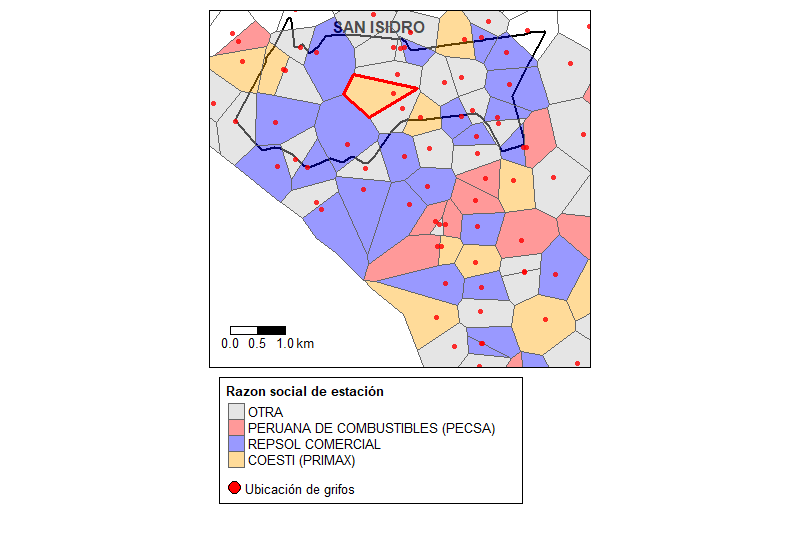 SAN ISIDRO
0.0 0.5 1.0 km
Razon social de estación
OTRA
PERUANA DE COMBUSTIBLES (PECSA)
REPSOL COMERCIAL
COESTI (PRIMAX)
Ubicación de grifos